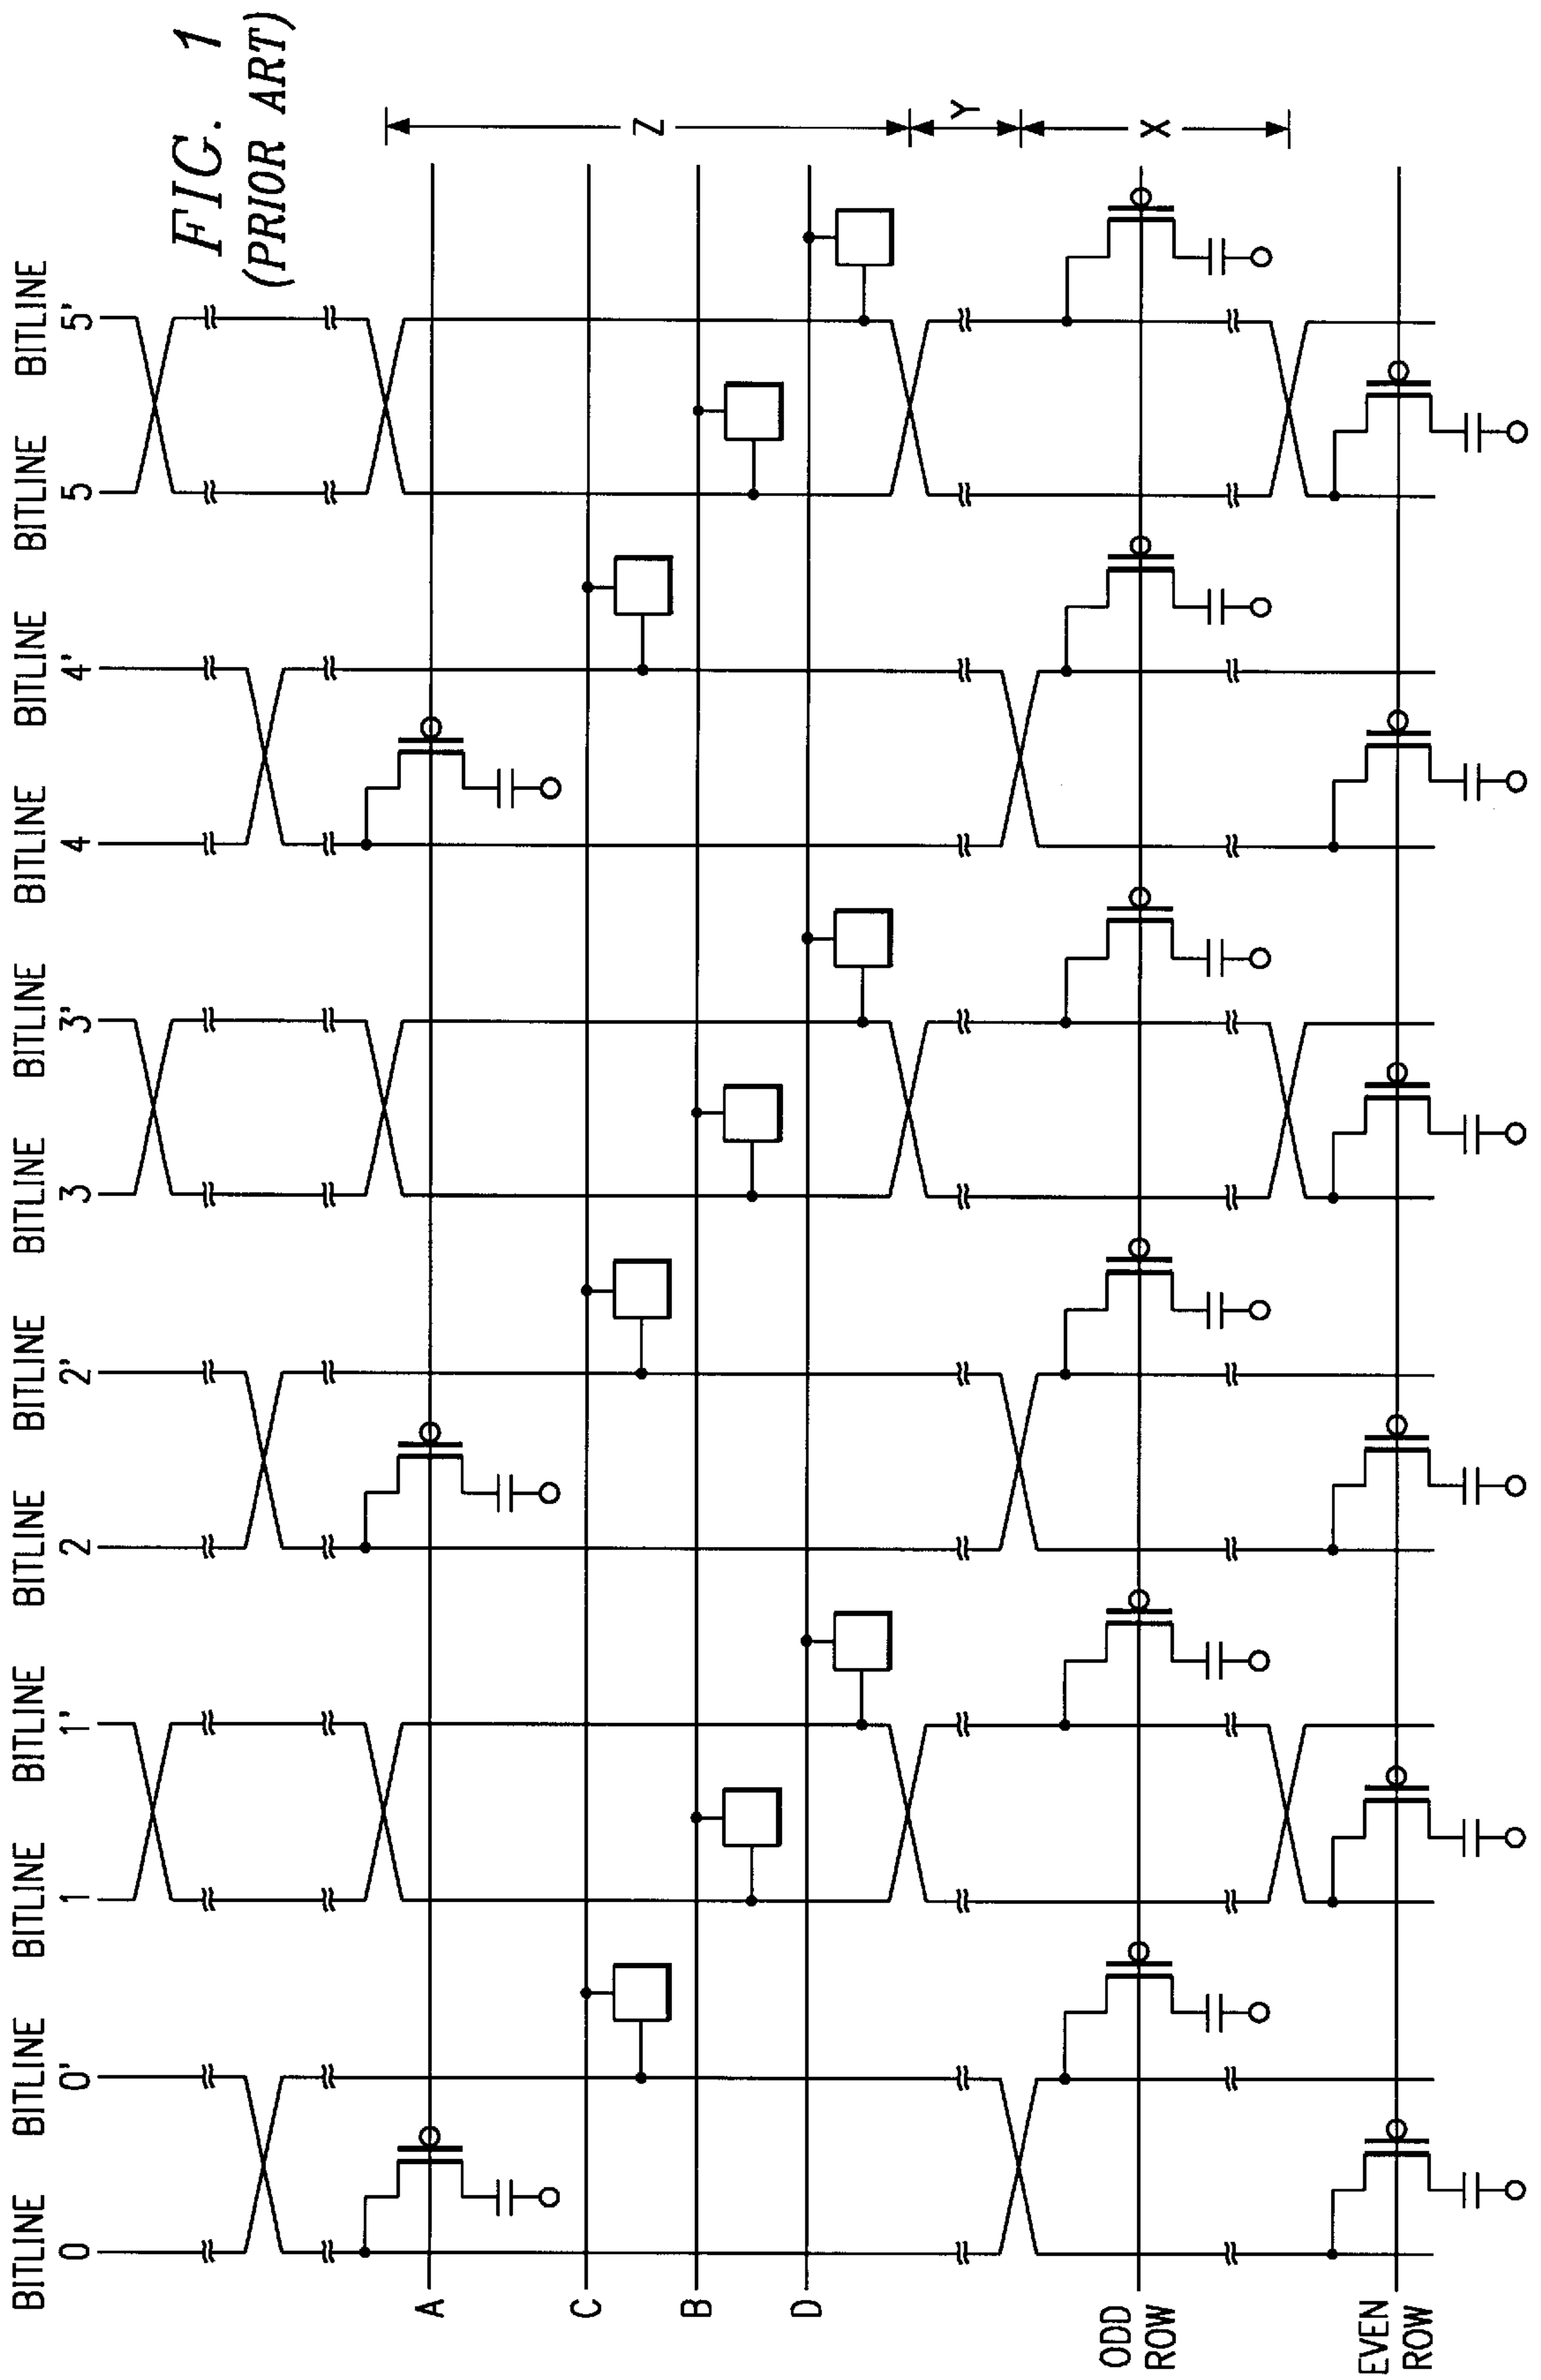 FIG. 1
(PRIOR ART)
BITLINE BITLINE BITLINE BITLINE BITLINE BITLINE BITLINE BITLINE BITLINE BITLINE BITLINE BITLINE
0 0' 1 1' 2 2' 3 3' 4 4' 5 5'
A
C
B
D
ODD
ROW
EVEN
ROW
Z
Y
X